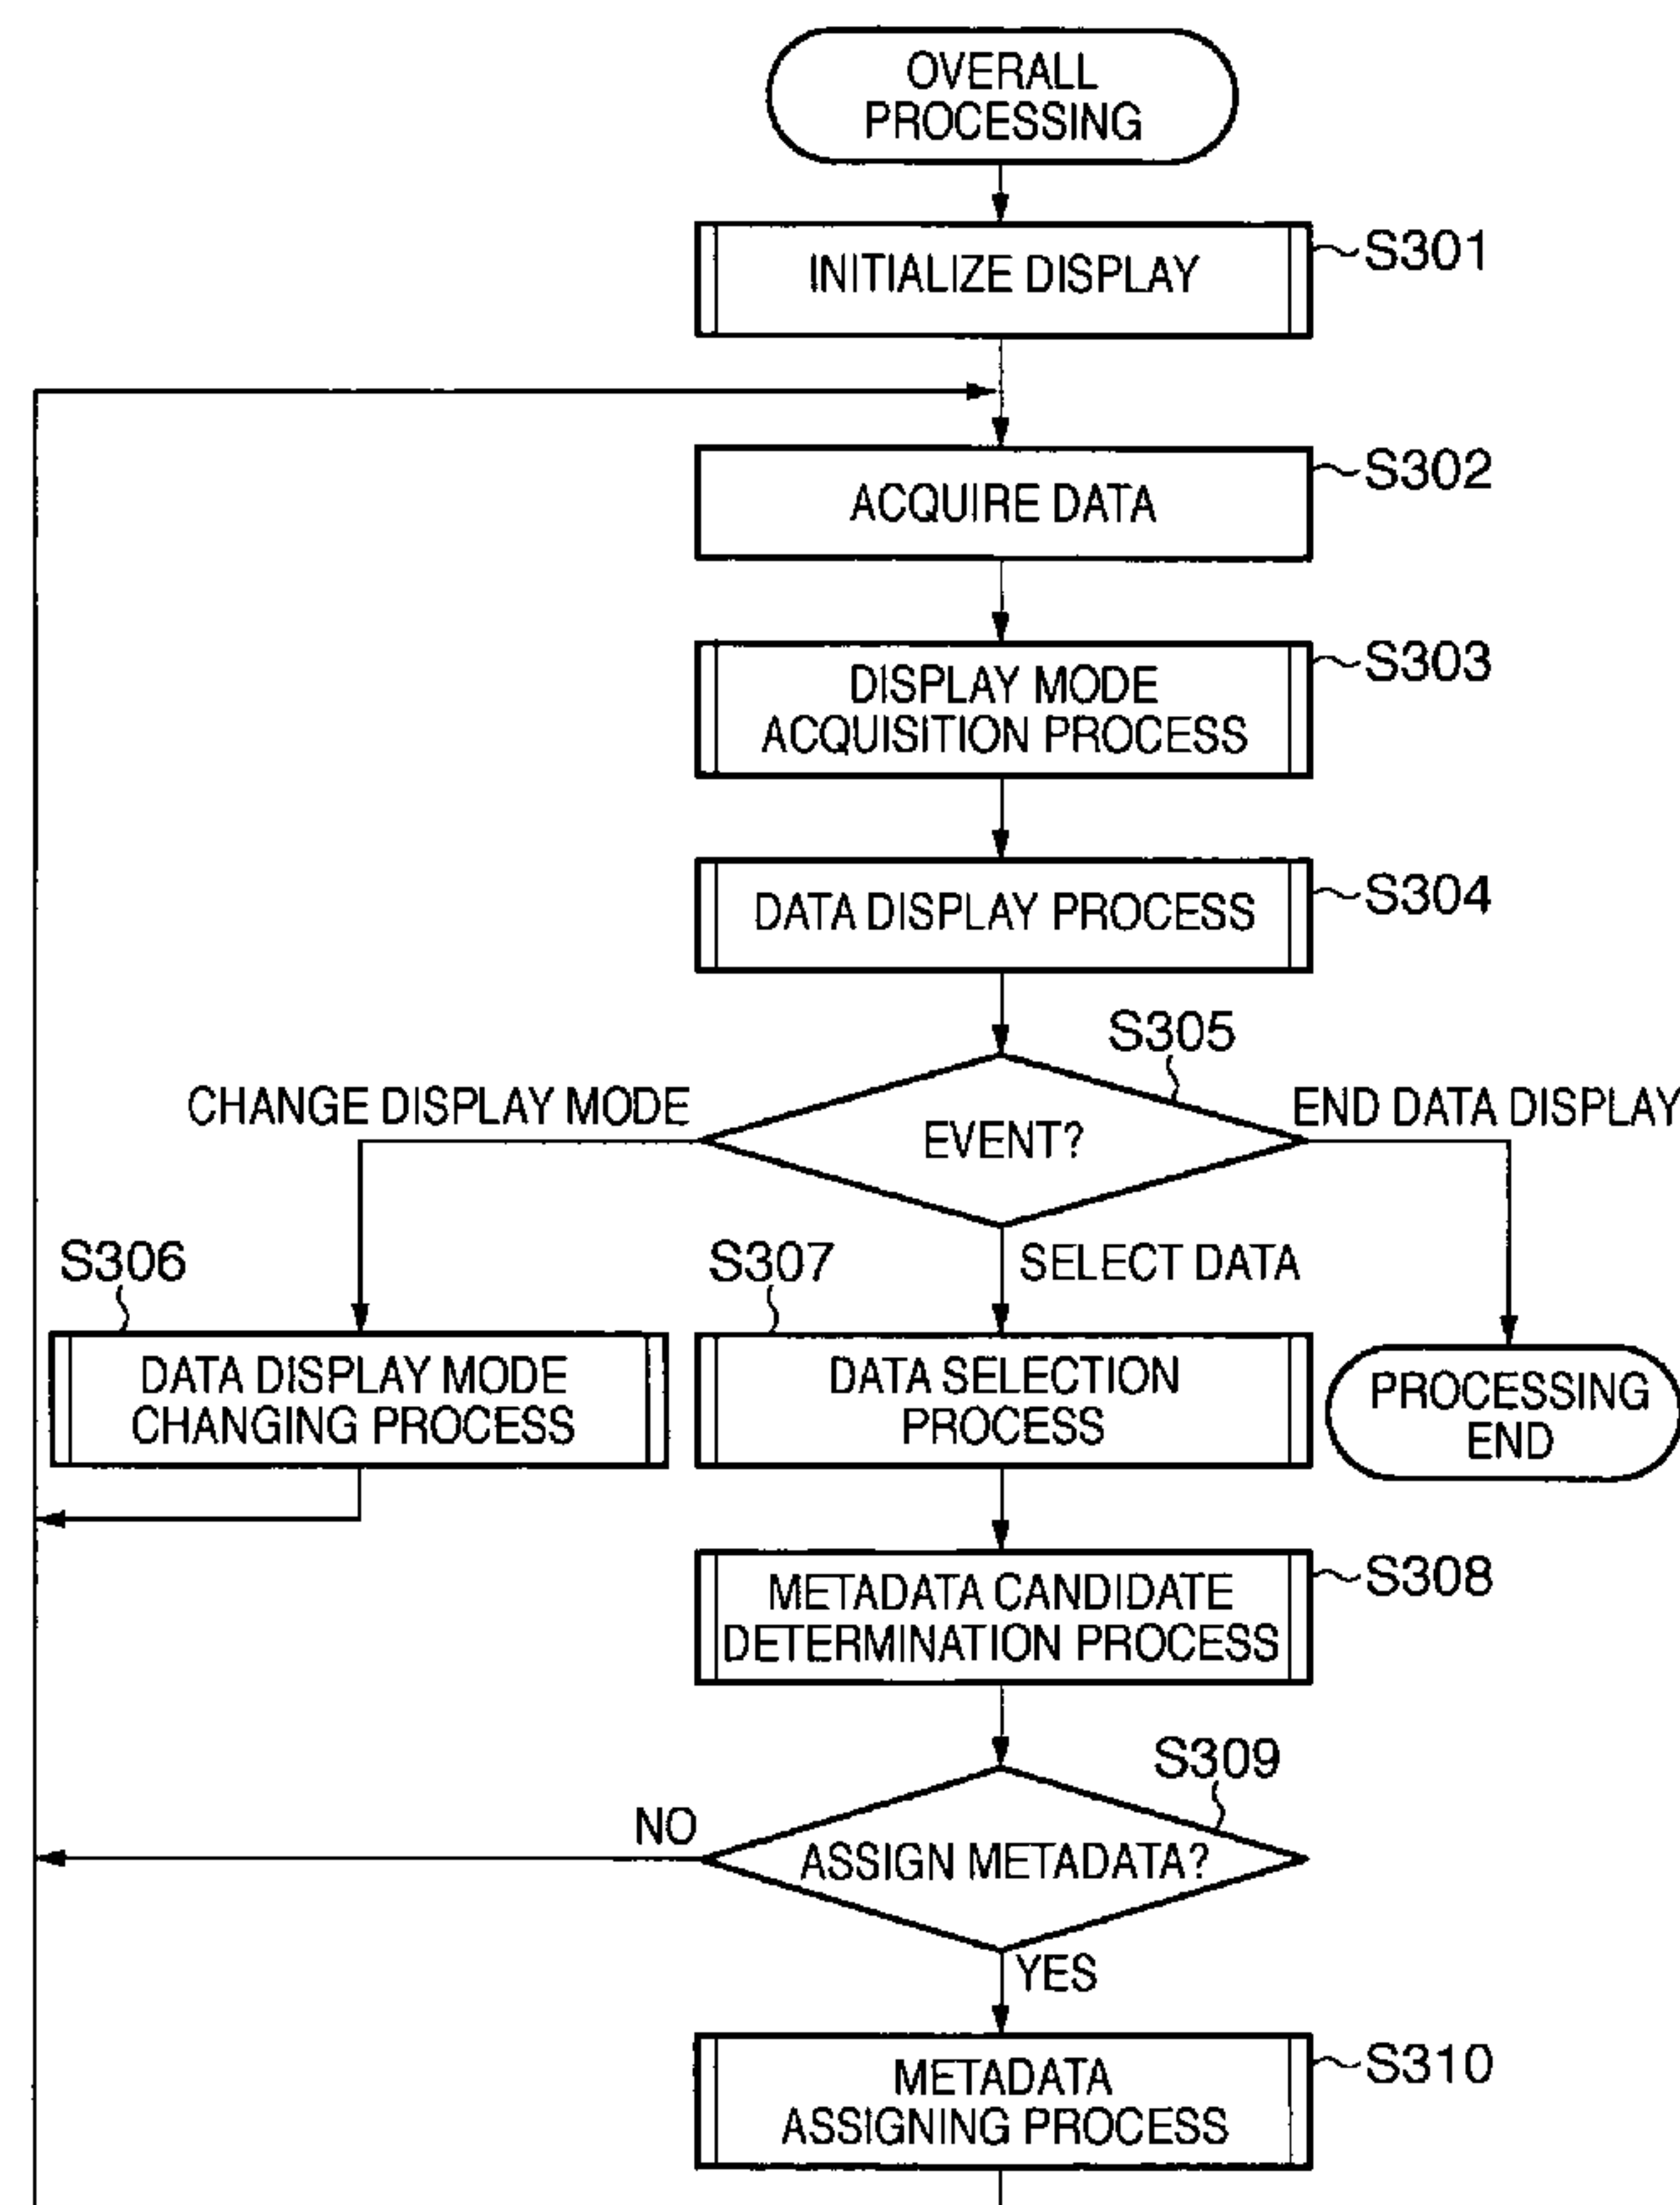 OVERALL
PROCESSING
INITIALIZE DISPLAY
S301
ACQUIRE DATA
S302
DISPLAY MODE
ACQUISITION PROCESS
S303
DATA DISPLAY PROCESS
S304
S305
CHANGE DISPLAY MODE
EVENT?
END DATA DISPLAY
S306
S307
SELECT DATA
DATA DISPLAY MODE
CHANGING PROCESS
DATA SELECTION
PROCESS
PROCESSING
END
METADATA CANDIDATE
DETERMINATION PROCESS
S308
S309
NO
ASSIGN METADATA?
YES
METADATA
ASSIGNING PROCESS
S310